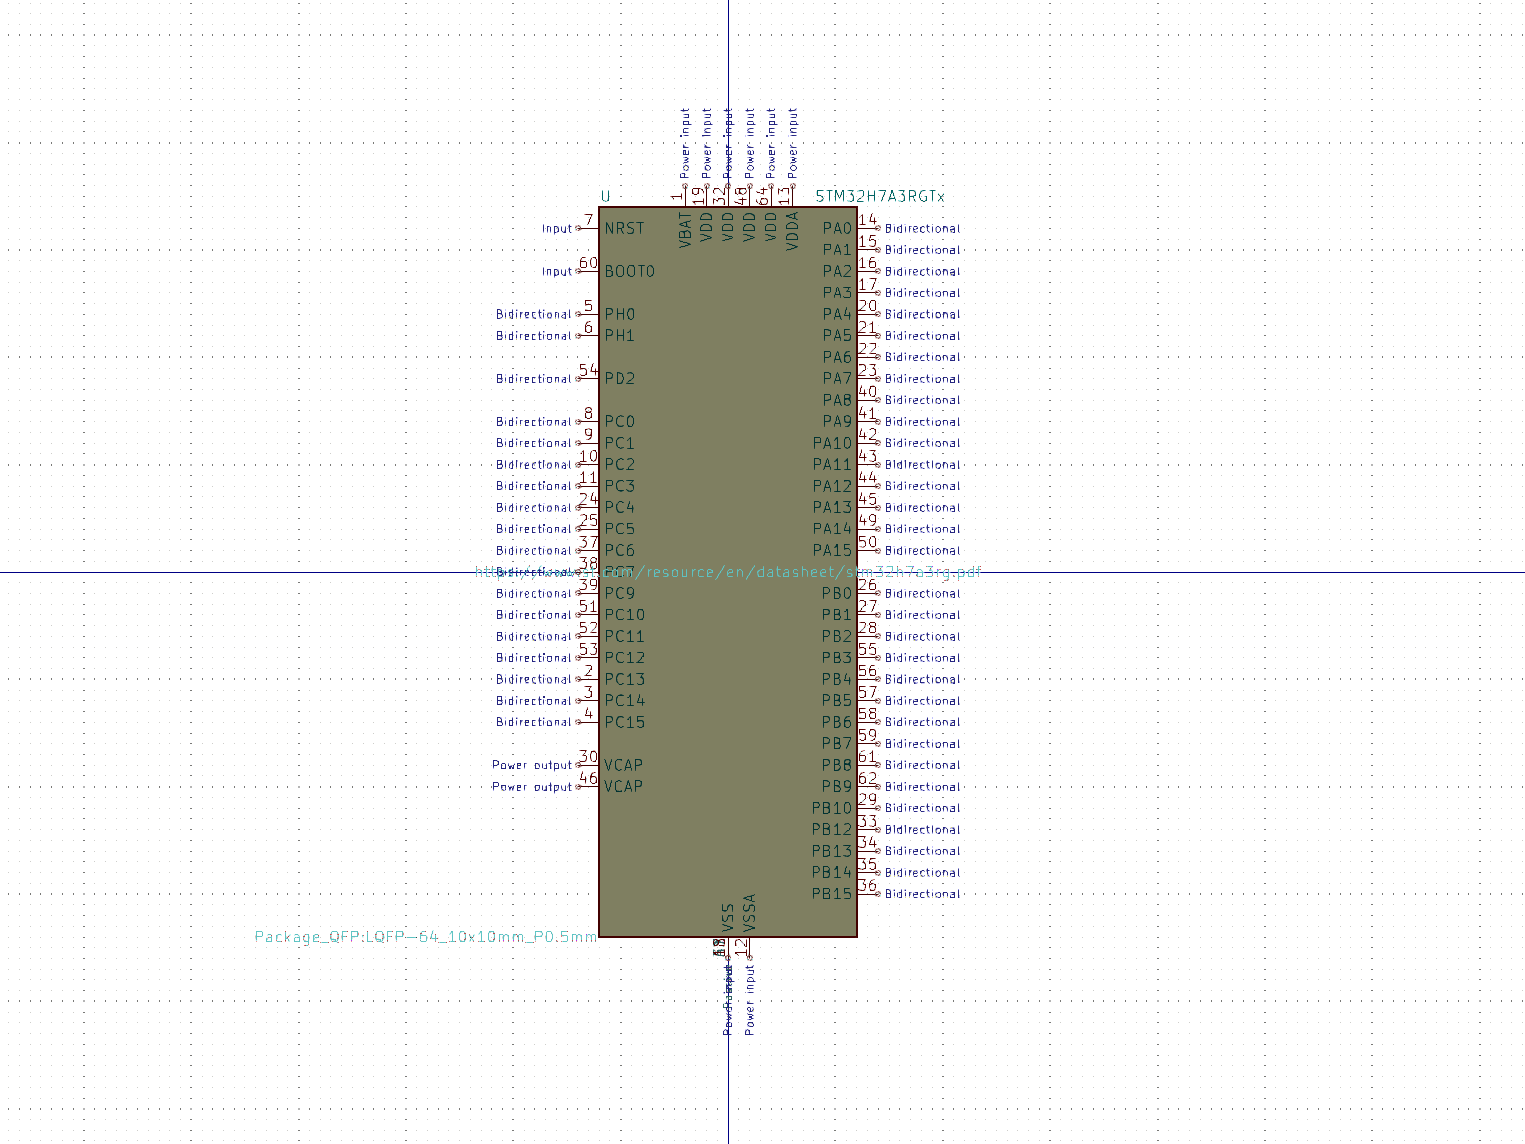 Power input
Power input
Power input
Power input
Power input
Power input
1
19
32
48
64
13
U
STM32H7A3RGTx
VBAT
VDD
VDD
VDD
VDD
VDDA
Input 7 NRST
PA0 14 Bidirectional
PA1 15 Bidirectional
Input 60 BOOT0
PA2 16 Bidirectional
PA3 17 Bidirectional
Bidirectional 5 PH0
PA4 20 Bidirectional
Bidirectional 6 PH1
PA5 21 Bidirectional
PA6 22 Bidirectional
Bidirectional 54 PD2
PA7 23 Bidirectional
PA8 40 Bidirectional
Bidirectional 8 PC0
PA9 41 Bidirectional
Bidirectional 9 PC1
PA10 42 Bidirectional
Bidirectional 10 PC2
PA11 43 Bidirectional
Bidirectional 11 PC3
PA12 44 Bidirectional
Bidirectional 24 PC4
PA13 45 Bidirectional
Bidirectional 25 PC5
PA14 49 Bidirectional
Bidirectional 37 PC6
PA15 50 Bidirectional
Bidirectional 38 PC7
https://www.st.com/resource/en/datasheet/stm32h7a3rg.pdf
Bidirectional 39 PC9
PB0 26 Bidirectional
Bidirectional 51 PC10
PB1 27 Bidirectional
Bidirectional 52 PC11
PB2 28 Bidirectional
Bidirectional 53 PC12
PB3 55 Bidirectional
Bidirectional 2 PC13
PB4 56 Bidirectional
Bidirectional 3 PC14
PB5 57 Bidirectional
Bidirectional 4 PC15
PB6 58 Bidirectional
PB7 59 Bidirectional
Power output 30 VCAP
PB8 61 Bidirectional
Power output 46 VCAP
PB9 62 Bidirectional
PB10 29 Bidirectional
PB12 33 Bidirectional
PB13 34 Bidirectional
PB14 35 Bidirectional
PB15 36 Bidirectional
VSS
VSSA
Package_QFP:LQFP-64_10x10mm_P0.5mm
12
Power input
Power input